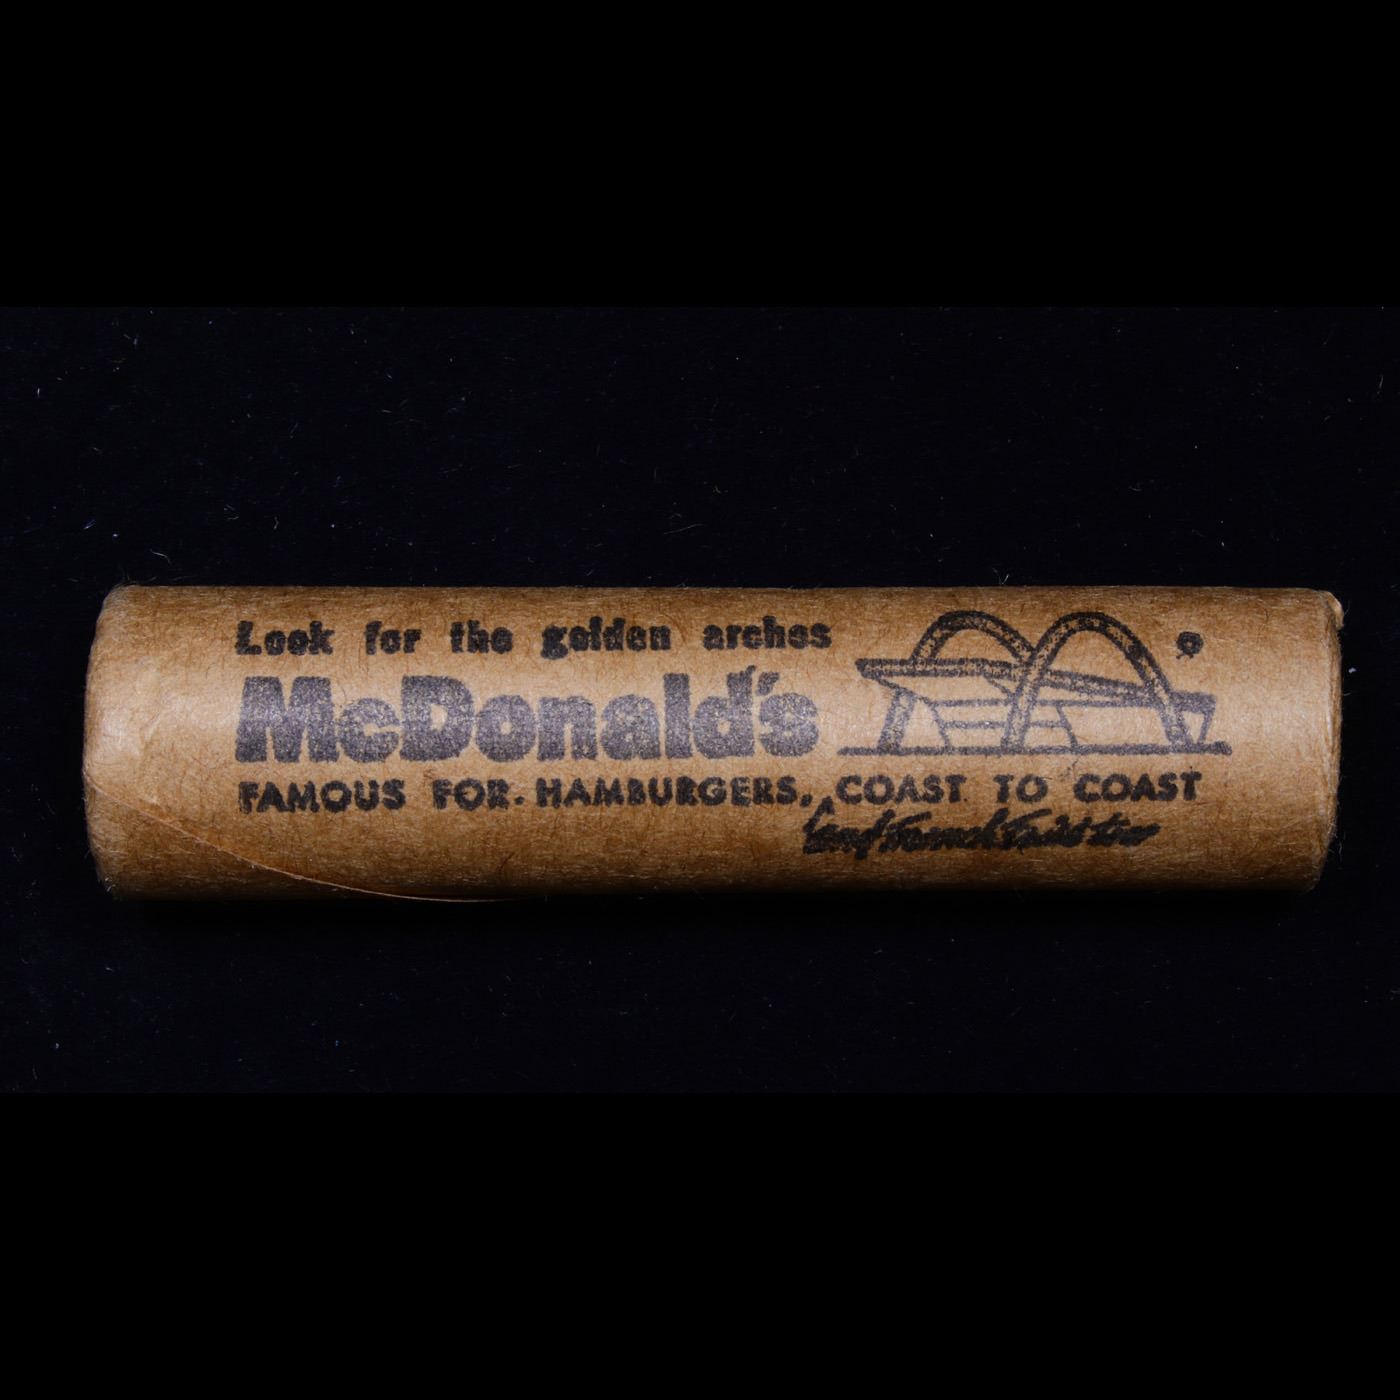 Look for the golden arches
McDonald's
FAMOUS FOR HAMBURGERS, COAST TO COAST